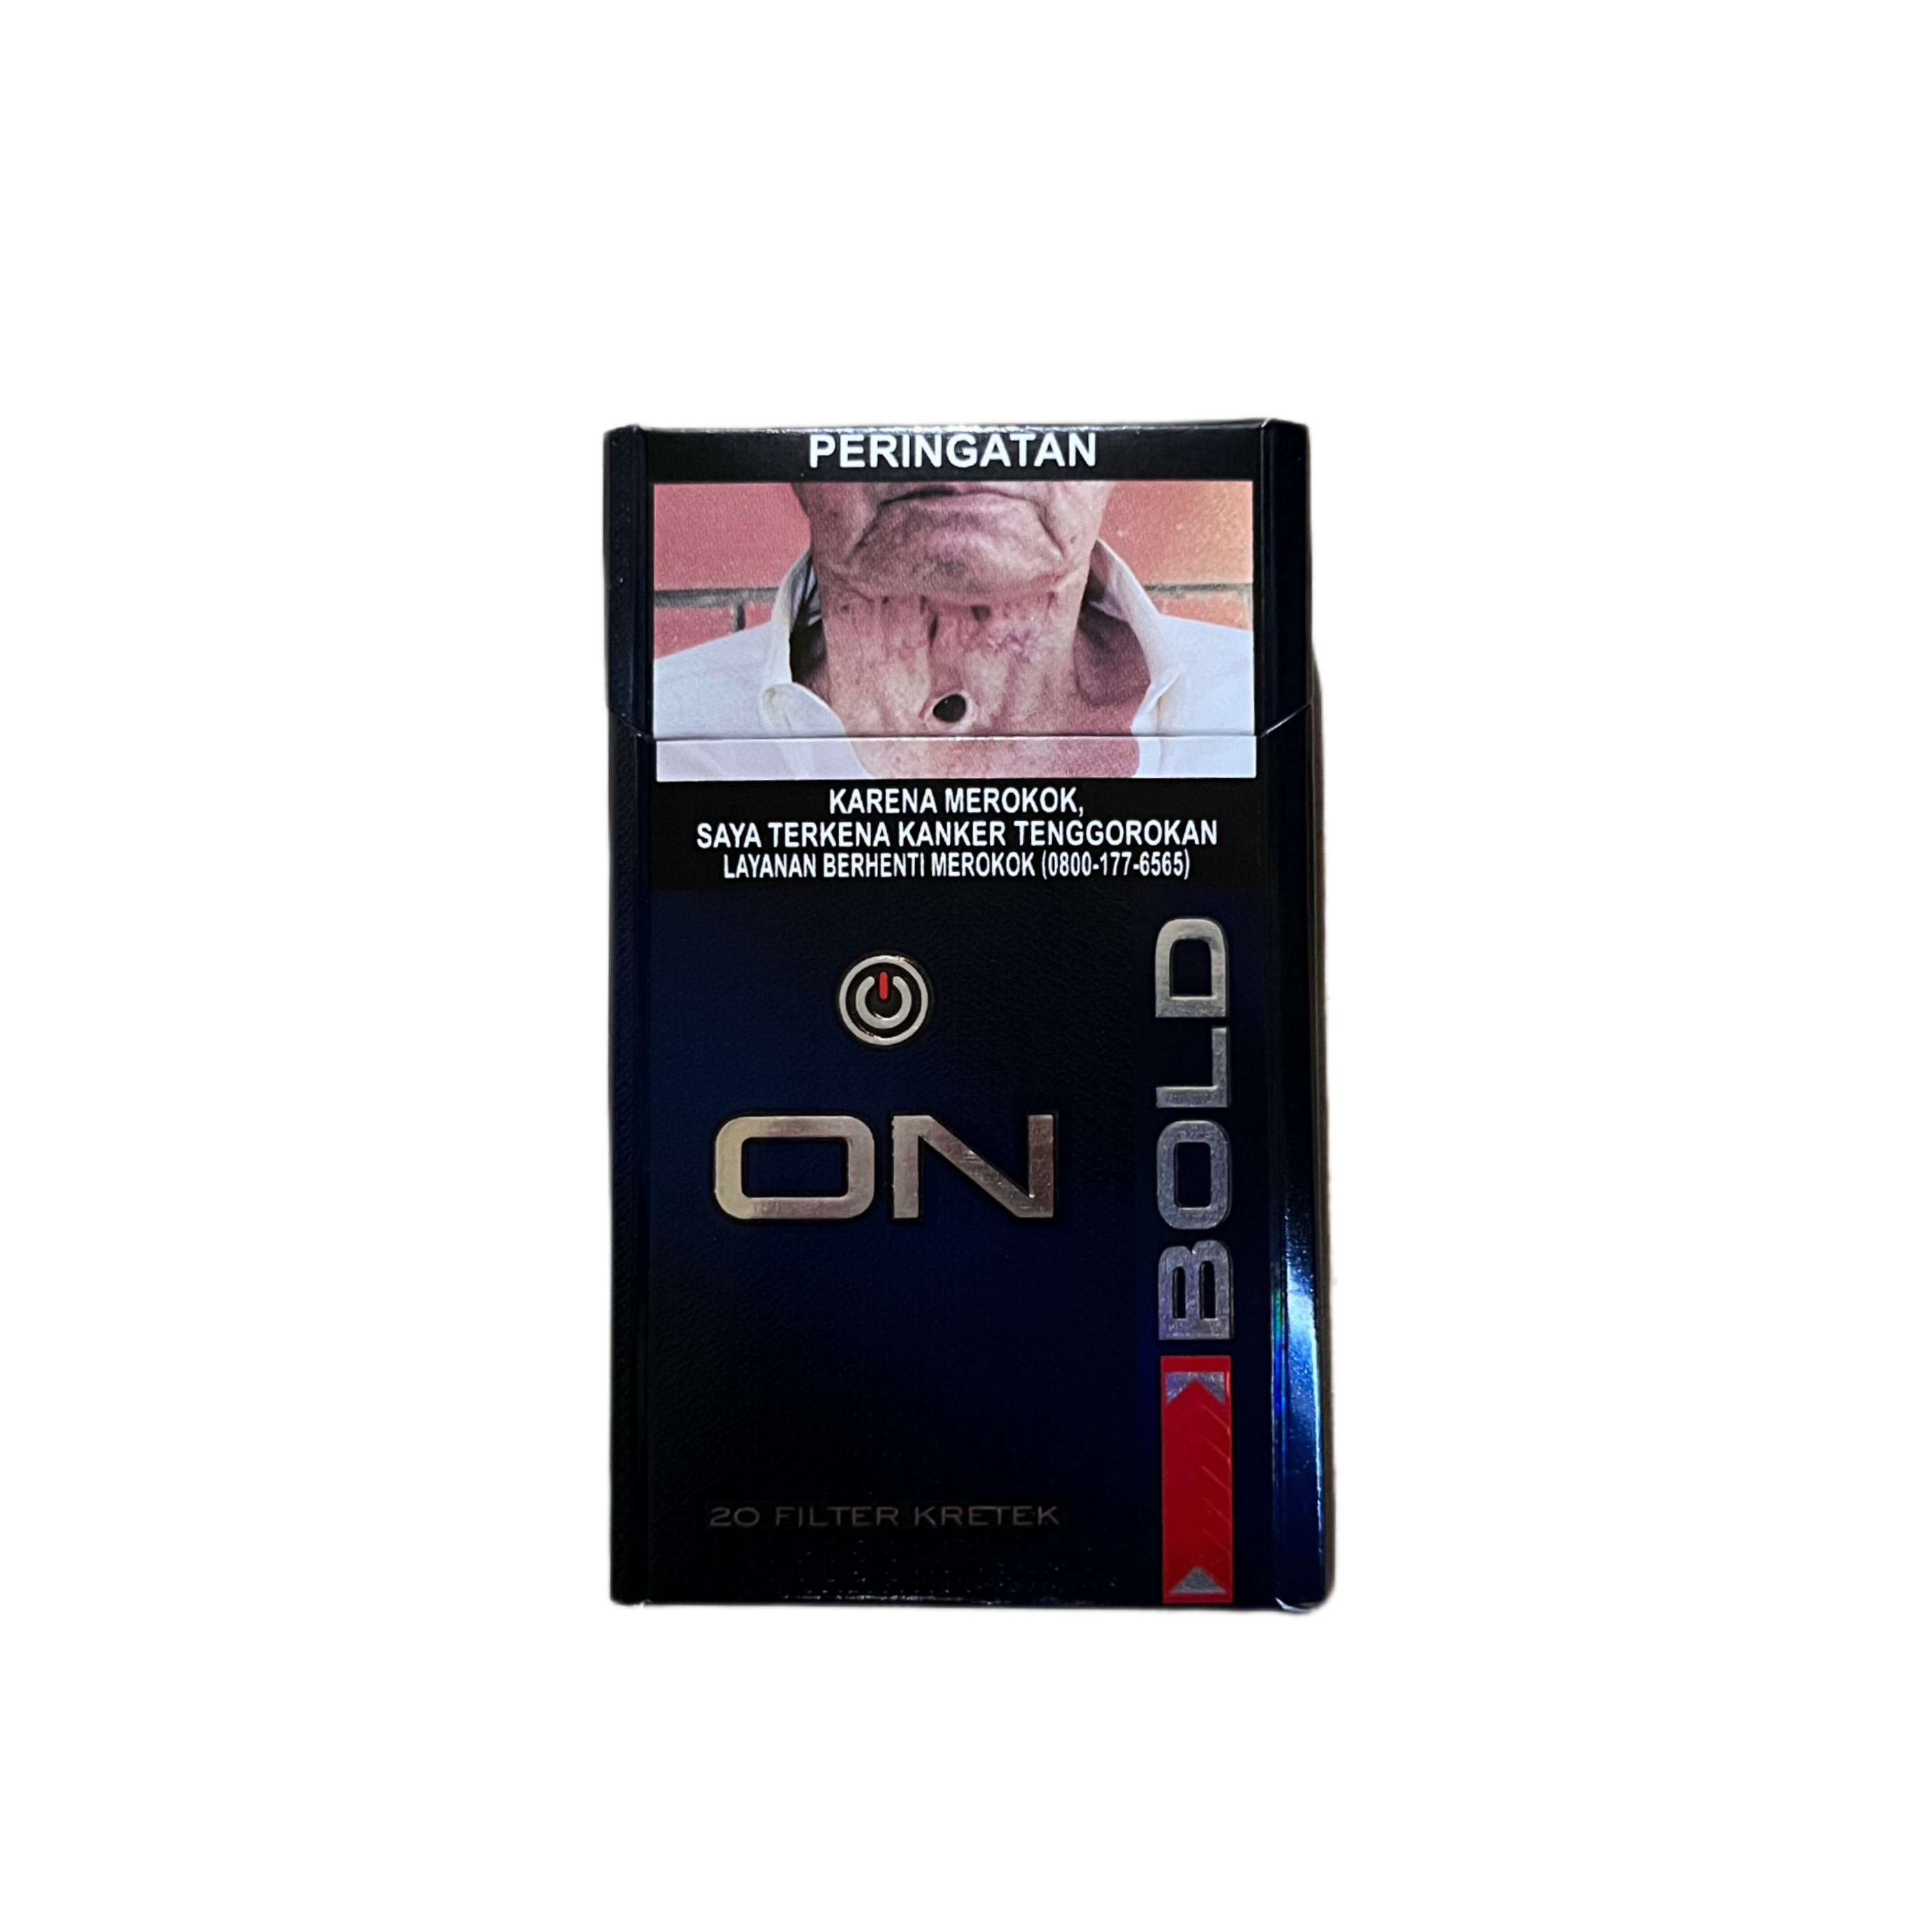 PERINGATAN
KARENA MEROKOK,
SAYA TERKENA KANKER TENGGOROKAN
LAYANAN BERHENTI MEROKOK (0800-177-6565)
ON
BOLD
20 FILTER KRETEK